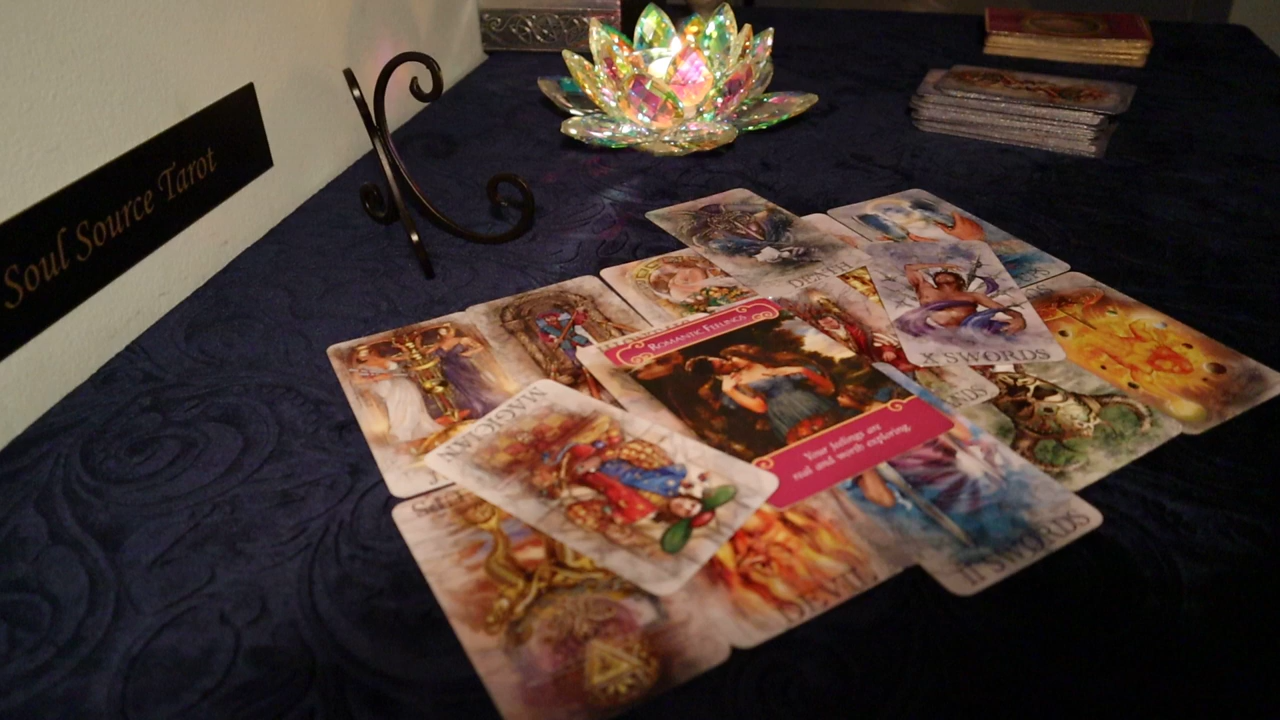 Soul Source Tarot
DEATH
ROMANTIC FEELINGS
X SWORDS
MAGICIAN
Your feelings are
real and worth exploring.
DEVIL
II SWORDS